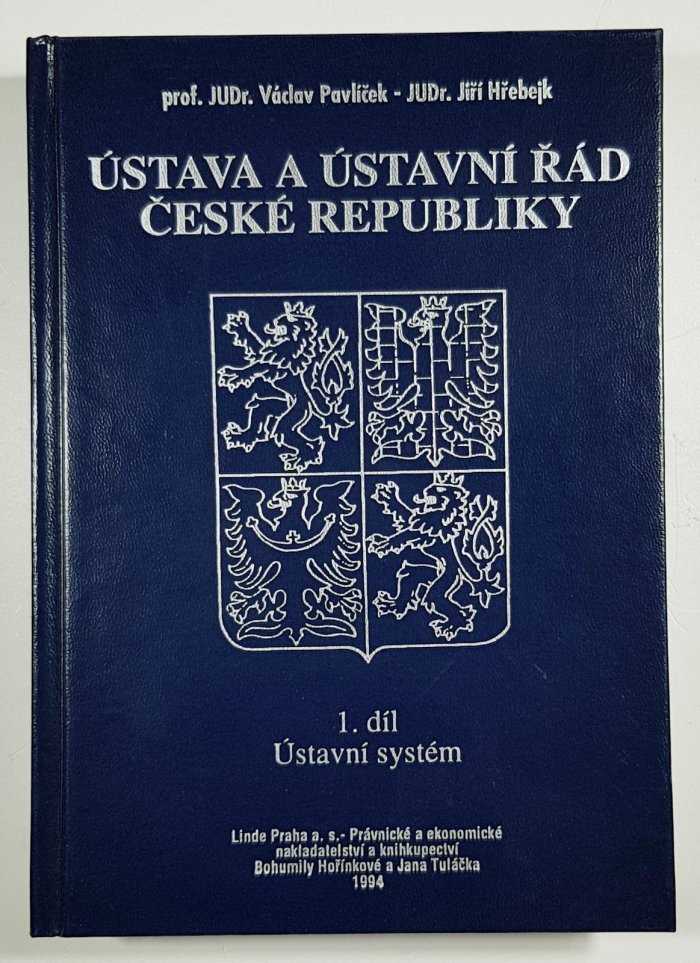 prof. JUDr. Václav Pavlíček - JUDr. Jiří Hřebejk
ÚSTAVA A ÚSTAVNÍ ŘÁD
ČESKÉ REPUBLIKY
1. díl
Ústavní systém
Linde Praha a. s.- Právnické a ekonomické
nakladatelství a knihkupectví
Bohumily Hořínkové a Jana Tuláčka
1994